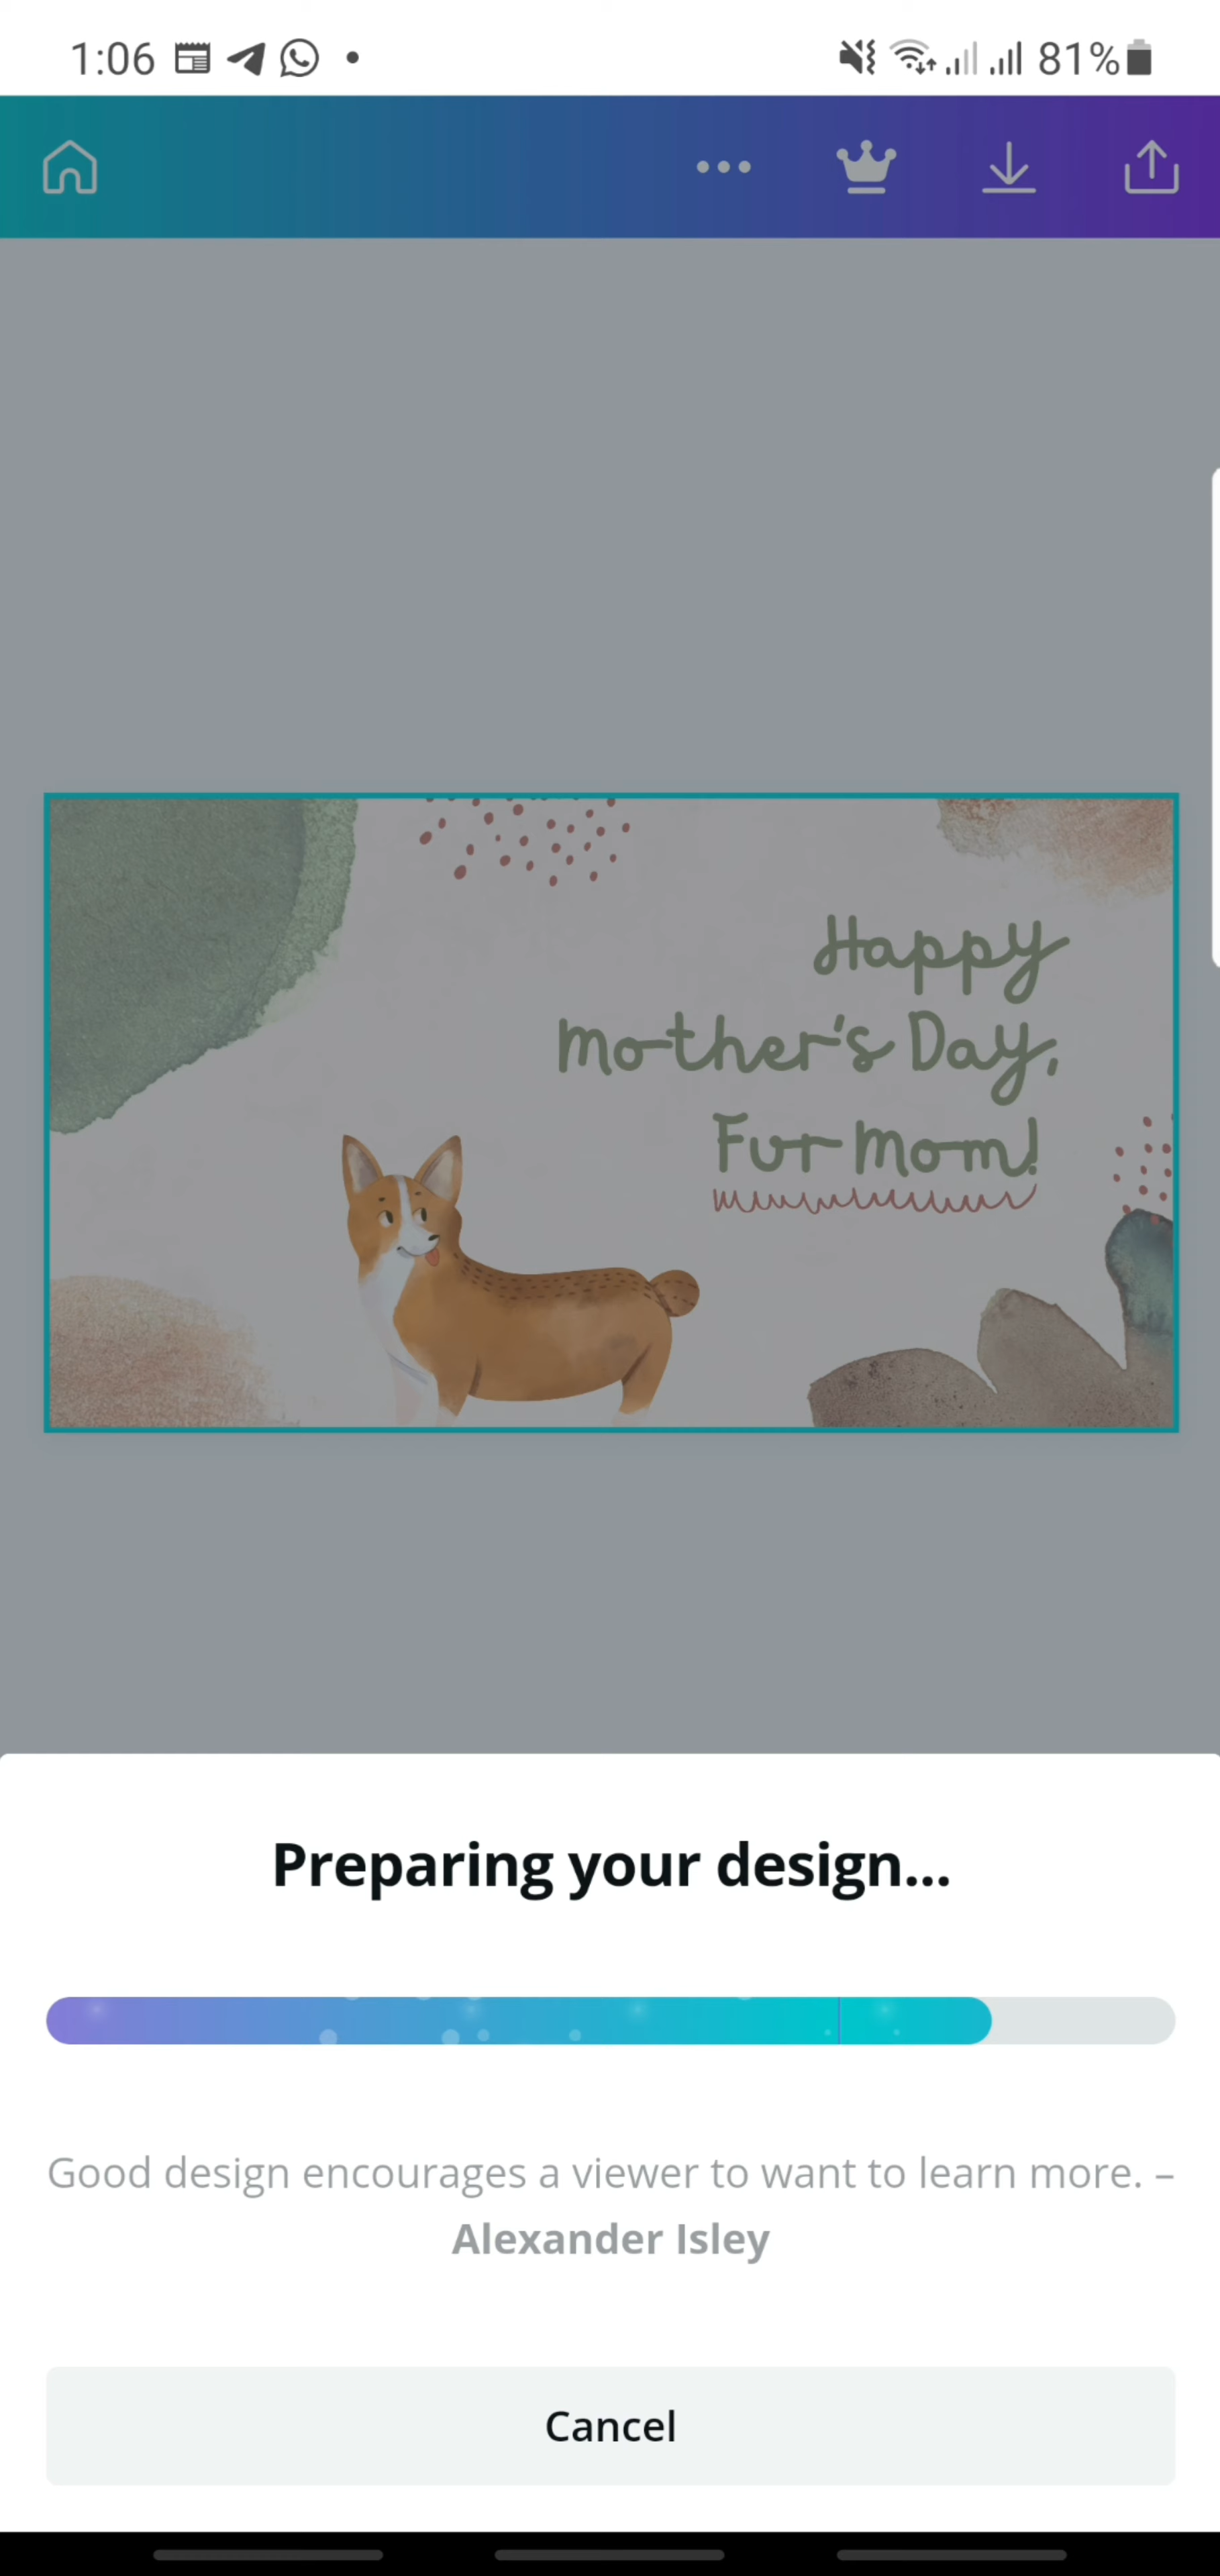 1:06
81%
Happy
mother's Day,
Fur Mom!
Preparing your design...
Good design encourages a viewer to want to learn more. –
Alexander Isley
Cancel